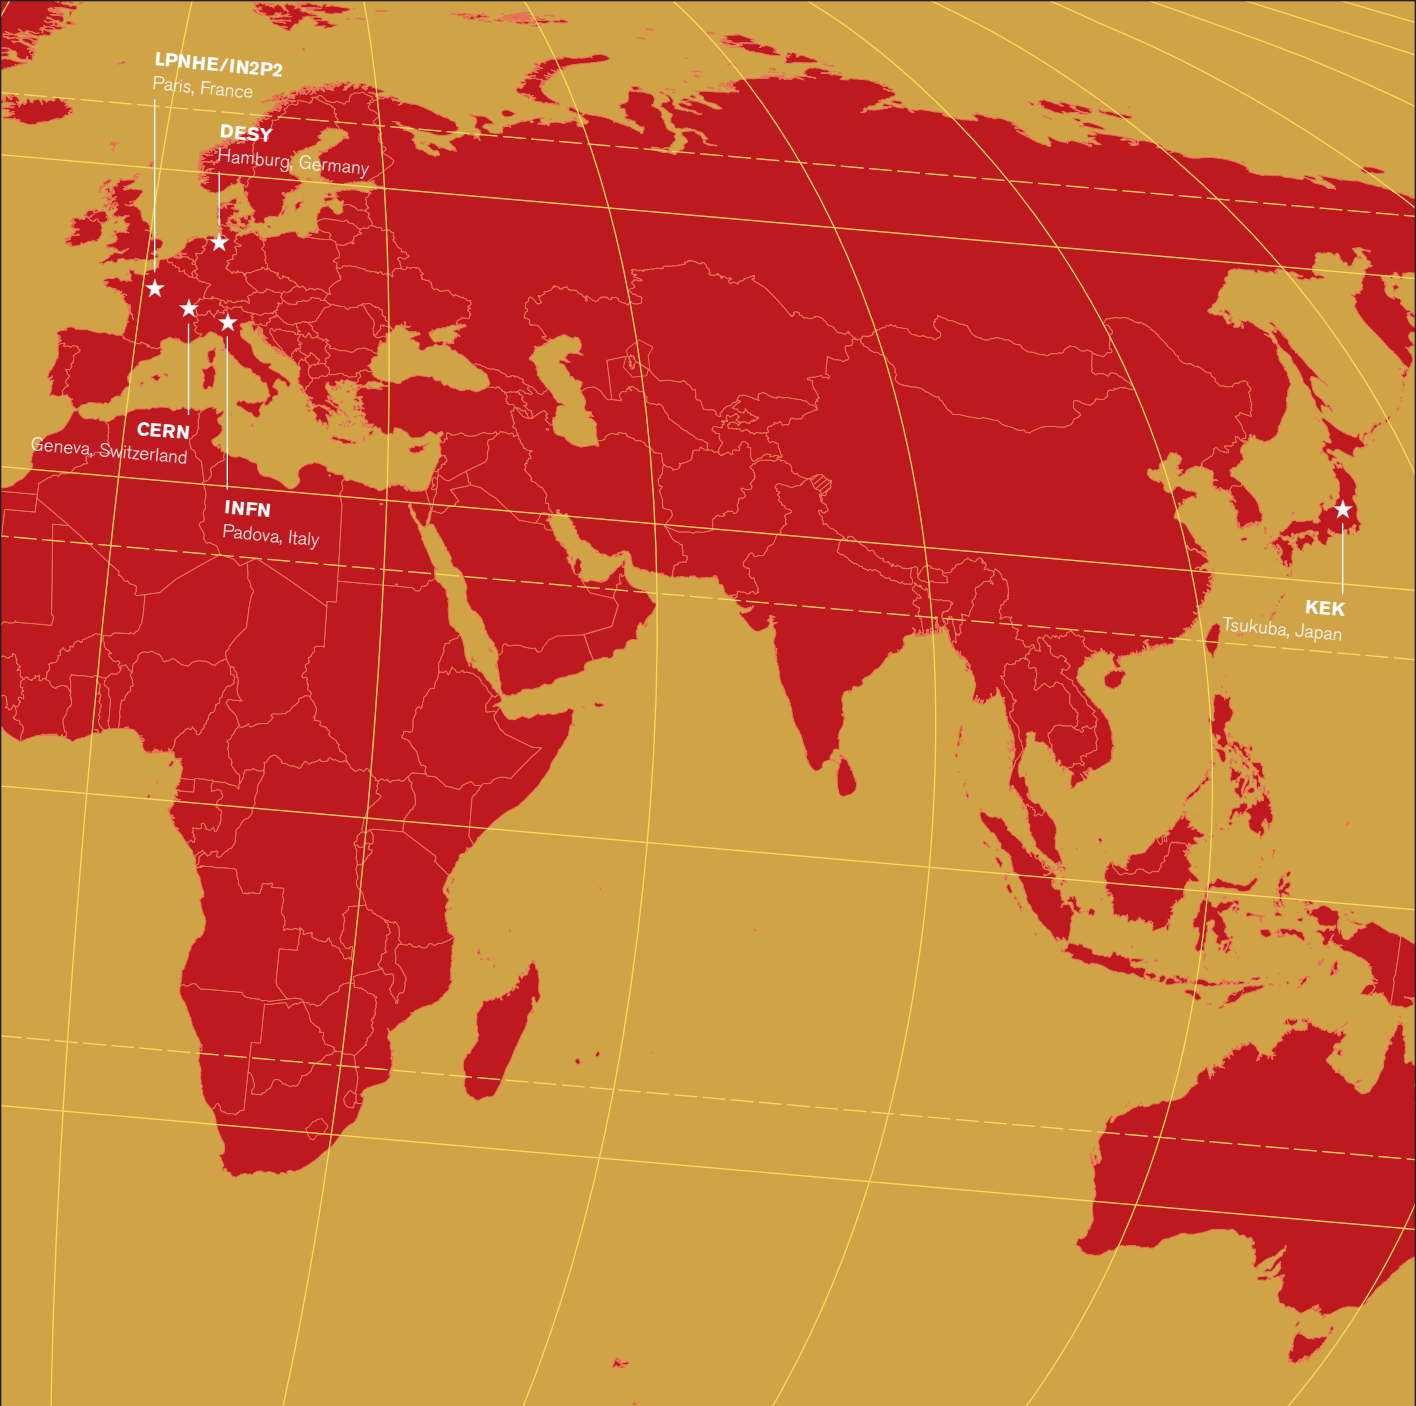 LPNHE/IN2P2
Paris, France
DESY
Hamburg, Germany
CERN
Geneva, Switzerland
INFN
Padova, Italy
KEK
Tsukuba, Japan